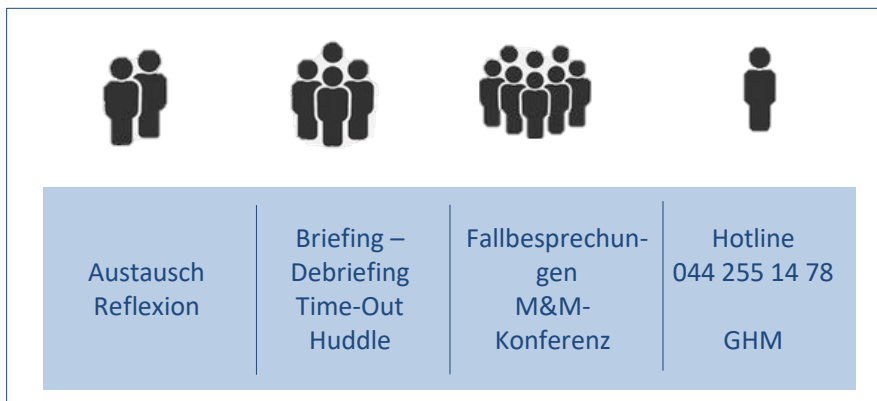 Austausch
Reflexion
Briefing –
Debriefing
Time-Out
Huddle
Fallbesprechun-
gen
M&M-
Konferenz
Hotline
044 255 14 78
GHM